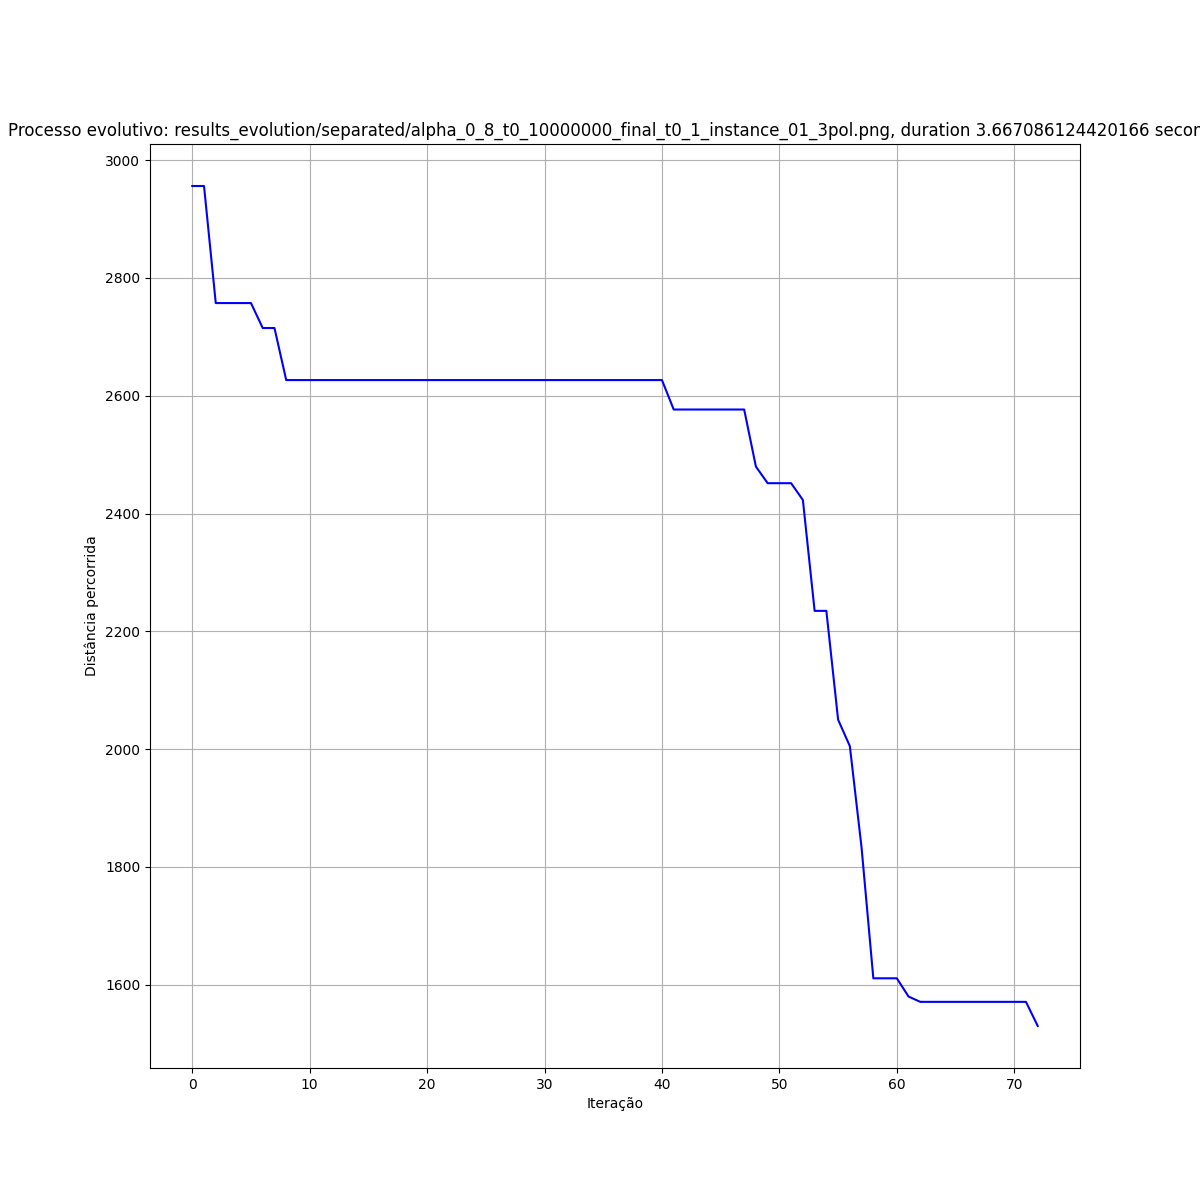 Processo evolutivo: results_evolution/separated/alpha_0_8_t0_10000000_final_t0_1_instance_01_3pol.png, duration 3.667086124420166 secor
3000
2800
2600
2400
2200
2000
1800
1600
Distância percorrida
0 10 20 30 40 50 60 70
Iteração